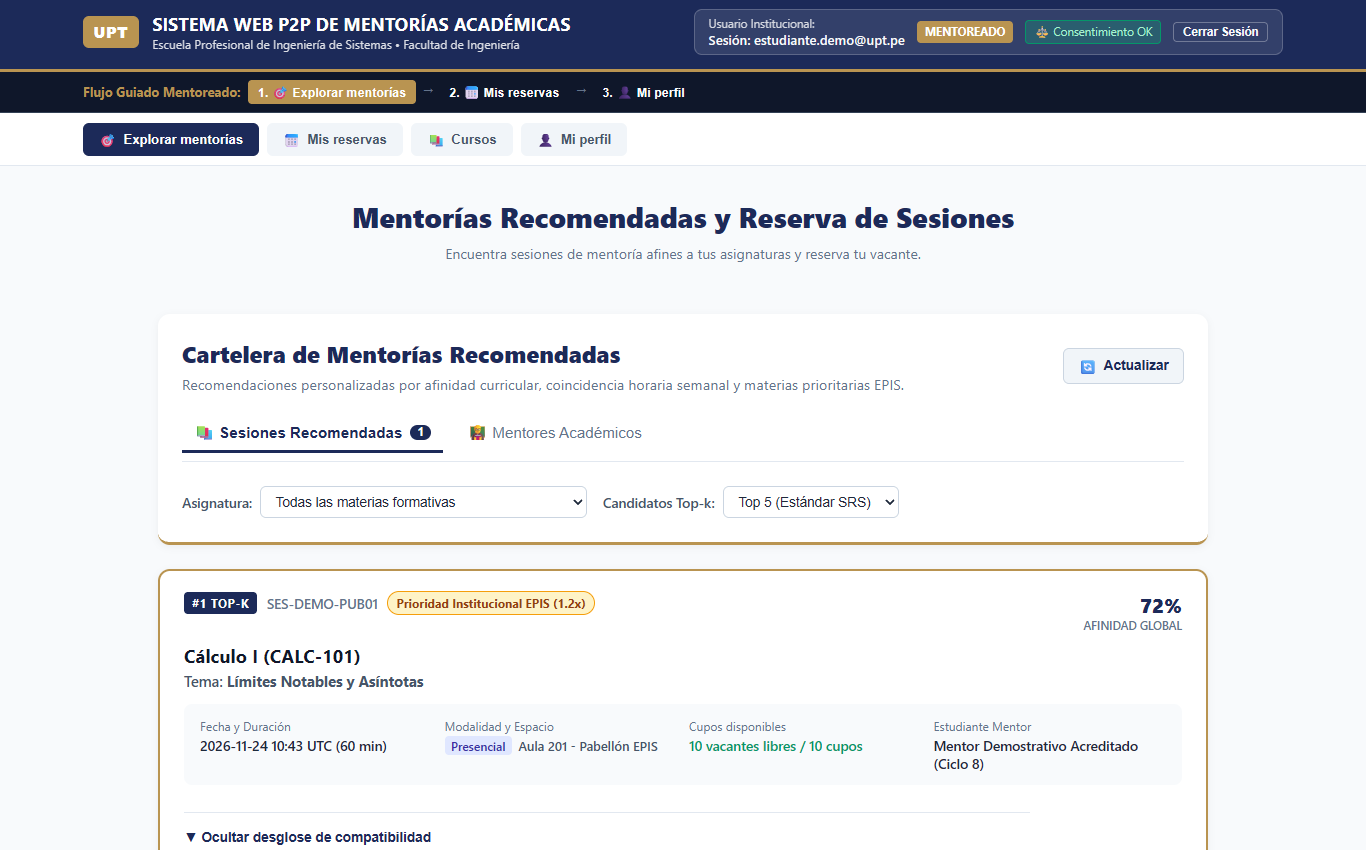 UPT
SISTEMA WEB P2P DE MENTORÍAS ACADÉMICAS
Escuela Profesional de Ingeniería de Sistemas • Facultad de Ingeniería
Usuario Institucional:
Sesión: estudiante.demo@upt.pe
MENTOREADO
Consentimiento OK
Cerrar Sesión
Flujo Guiado Mentoreado: 1. Explorar mentorías → 2. Mis reservas → 3. Mi perfil
Explorar mentorías
Mis reservas
Cursos
Mi perfil
Mentorías Recomendadas y Reserva de Sesiones
Encuentra sesiones de mentoría afines a tus asignaturas y reserva tu vacante.
Cartelera de Mentorías Recomendadas
Recomendaciones personalizadas por afinidad curricular, coincidencia horaria semanal y materias prioritarias EPIS.
Actualizar
Sesiones Recomendadas 1
Mentores Académicos
Asignatura: Todas las materias formativas
Candidatos Top-k: Top 5 (Estándar SRS)
#1 TOP-K SES-DEMO-PUB01 Prioridad Institucional EPIS (1.2x)
72%
AFINIDAD GLOBAL
Cálculo I (CALC-101)
Tema: Límites Notables y Asíntotas
Fecha y Duración
2026-11-24 10:43 UTC (60 min)
Modalidad y Espacio
Presencial Aula 201 - Pabellón EPIS
Cupos disponibles
10 vacantes libres / 10 cupos
Estudiante Mentor
Mentor Demostrativo Acreditado
(Ciclo 8)
▼ Ocultar desglose de compatibilidad